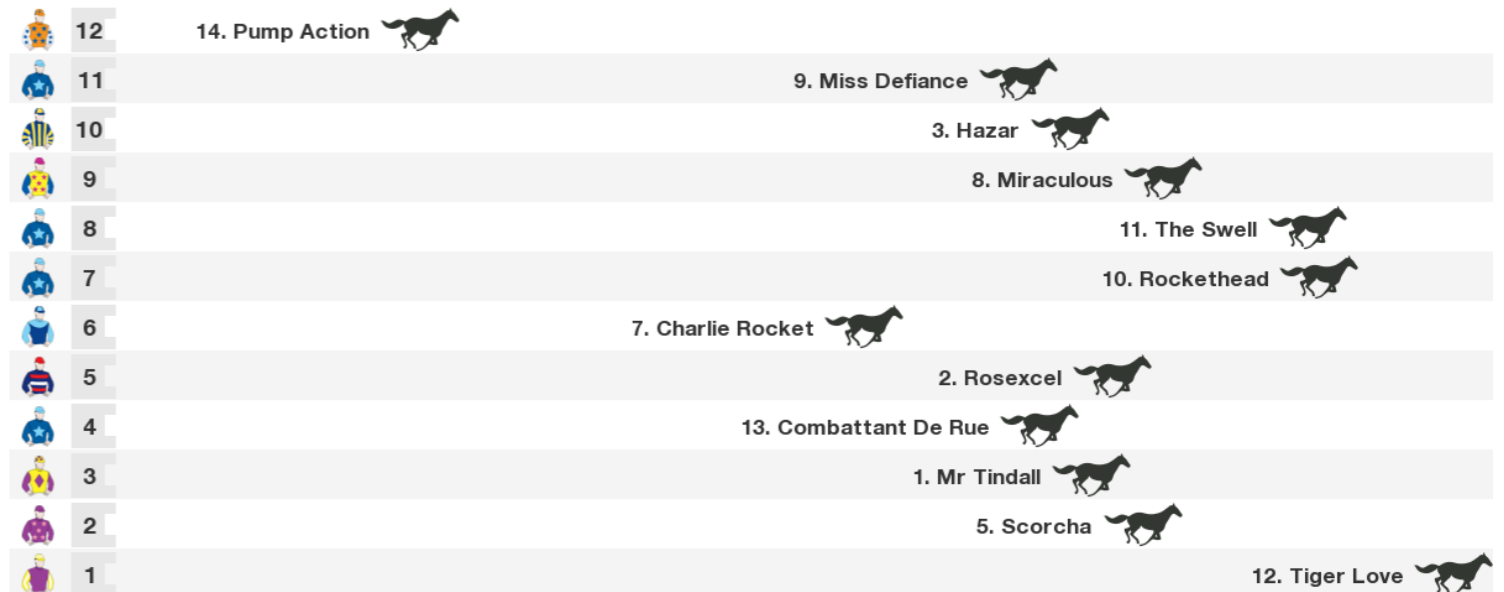 12 14. Pump Action
11 9. Miss Defiance
10 3. Hazar
9 8. Miraculous
8 11. The Swell
7 10. Rockethead
6 7. Charlie Rocket
5 2. Rosexcel
4 13. Combattant De Rue
3 1. Mr Tindall
2 5. Scorcha
1 12. Tiger Love